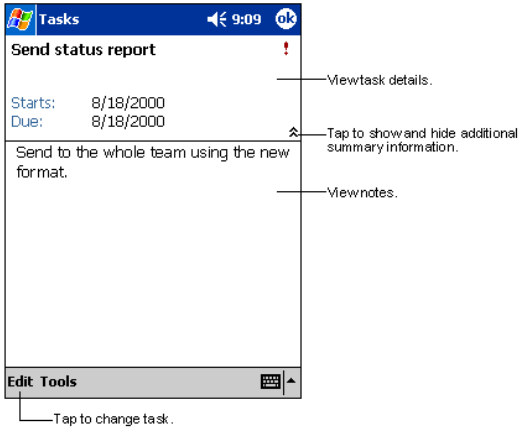 Tasks 9:09 ok
Send status report !
View task details.
Starts: 8/18/2000
Due: 8/18/2000
Tap to show and hide additional
summary information.
Send to the whole team using the new
format.
View notes.
Edit Tools
Tap to change task.